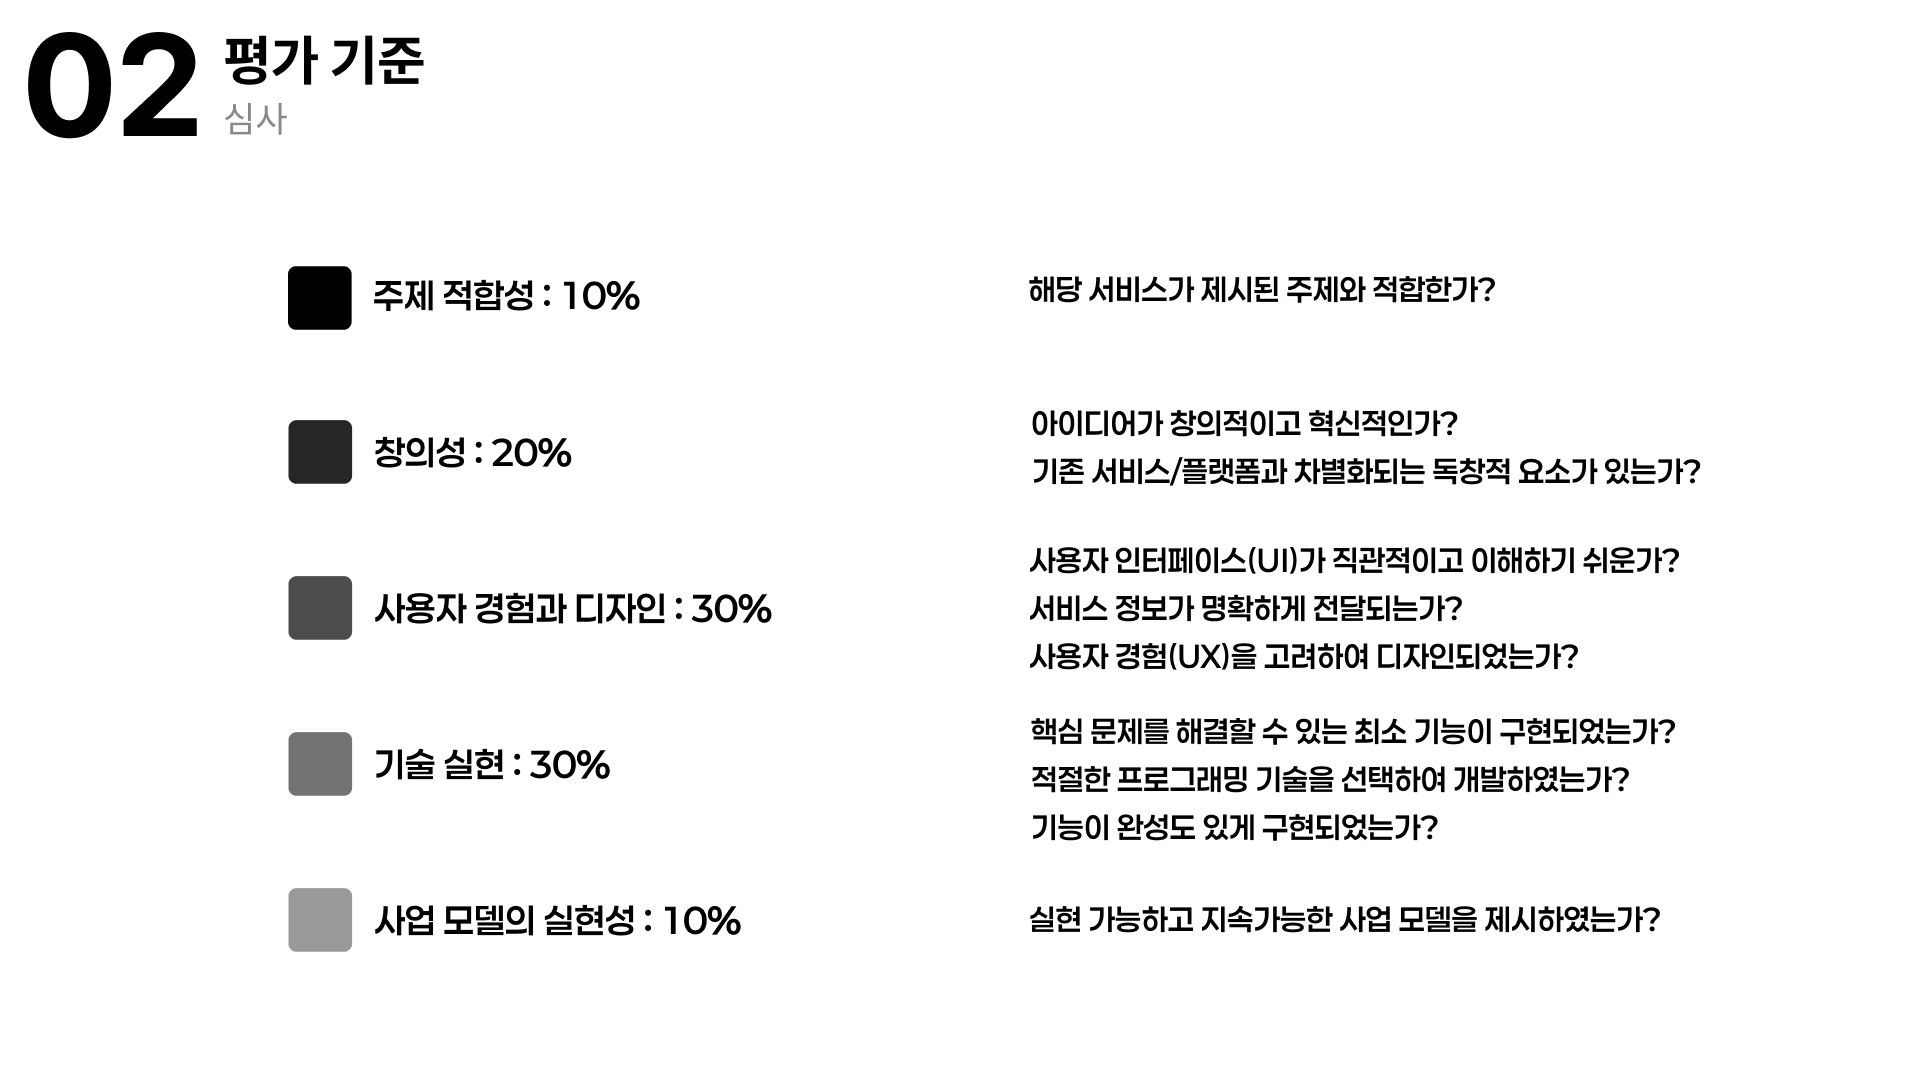 02 평가 기준
심사
주제 적합성 : 10%
해당 서비스가 제시된 주제와 적합한가?
창의성 : 20%
아이디어가 창의적이고 혁신적인가?
기존 서비스/플랫폼과 차별화되는 독창적 요소가 있는가?
사용자 경험과 디자인 : 30%
사용자 인터페이스(UI)가 직관적이고 이해하기 쉬운가?
서비스 정보가 명확하게 전달되는가?
사용자 경험(UX)을 고려하여 디자인되었는가?
기술 실현 : 30%
핵심 문제를 해결할 수 있는 최소 기능이 구현되었는가?
적절한 프로그래밍 기술을 선택하여 개발하였는가?
기능이 완성도 있게 구현되었는가?
사업 모델의 실현성 : 10%
실현 가능하고 지속가능한 사업 모델을 제시하였는가?